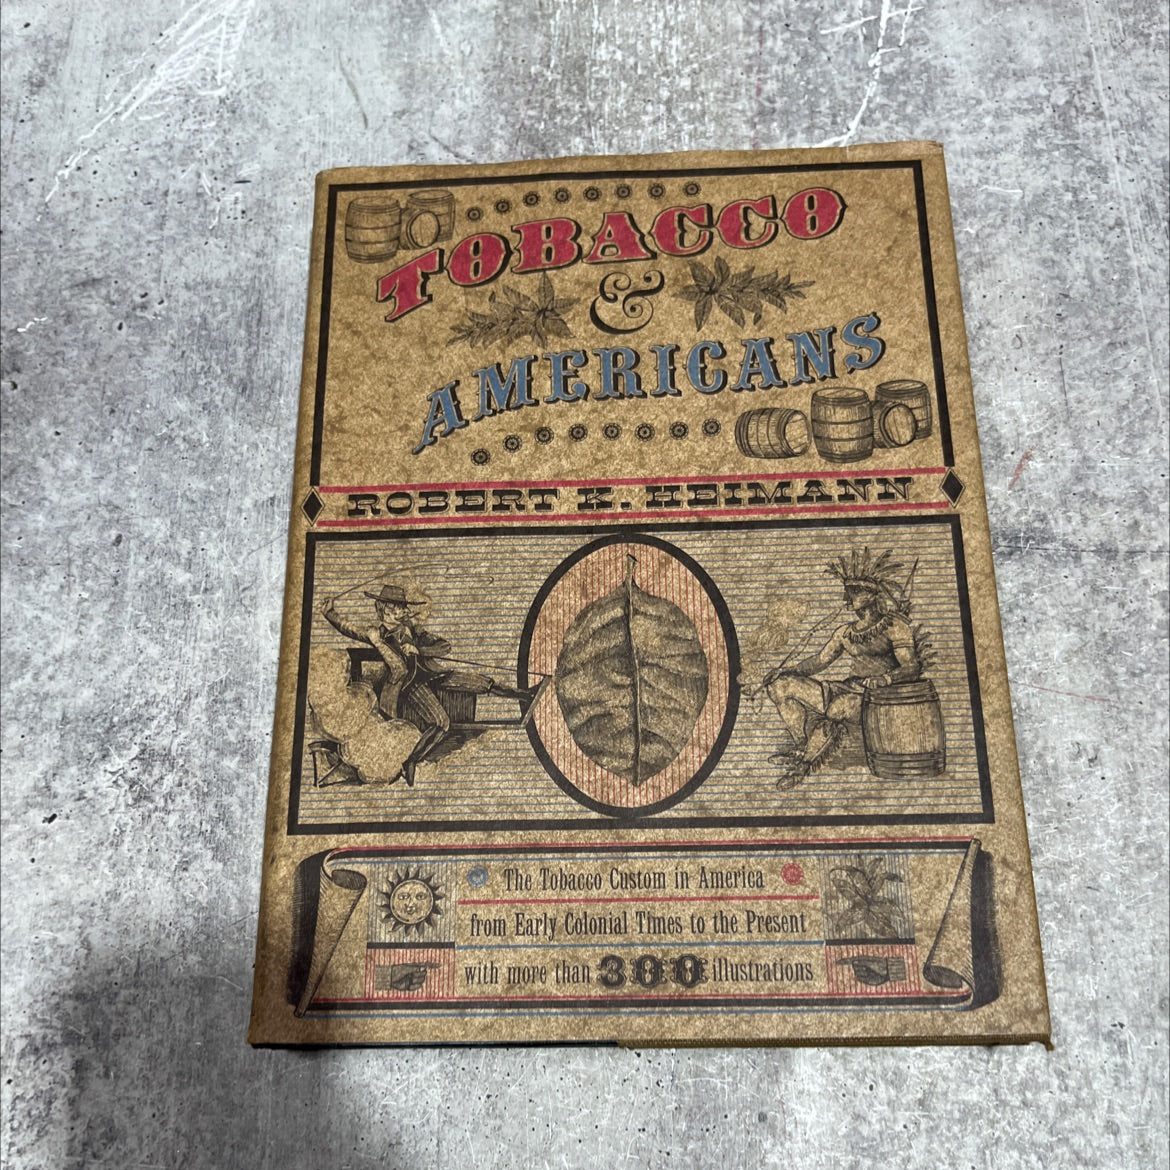 TOBACCO
&
AMERICANS
ROBERT K. HEIMANN
The Tobacco Custom in America
from Early Colonial Times to the Present
with more than 300 illustrations